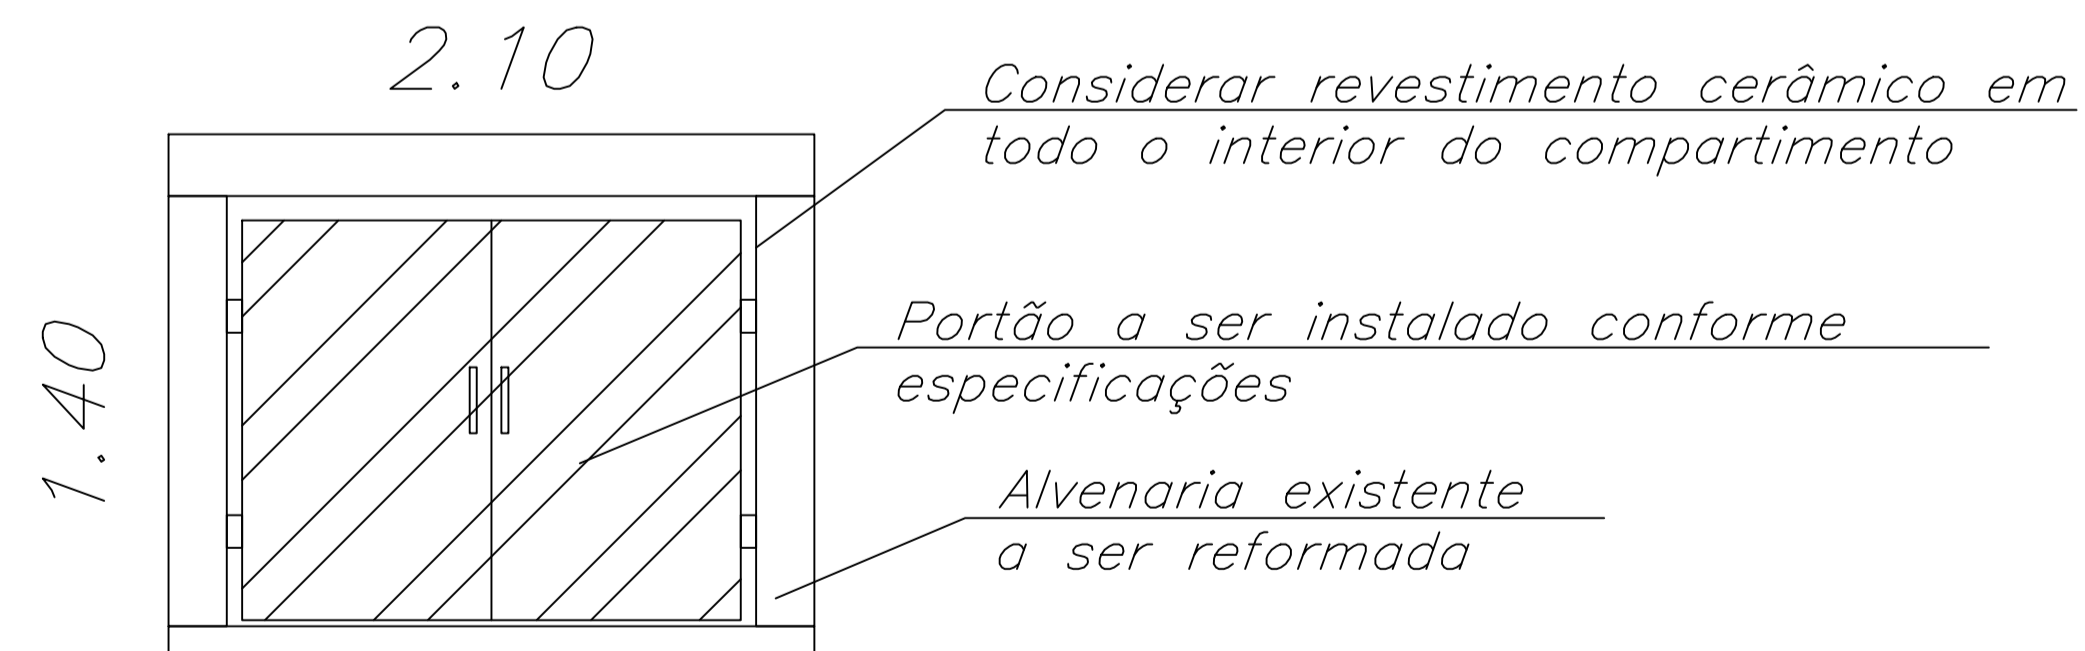 2.10
Considerar revestimento cerâmico em
todo o interior do compartimento
Portão a ser instalado conforme
especificações
1.40
Alvenaria existente
a ser reformada